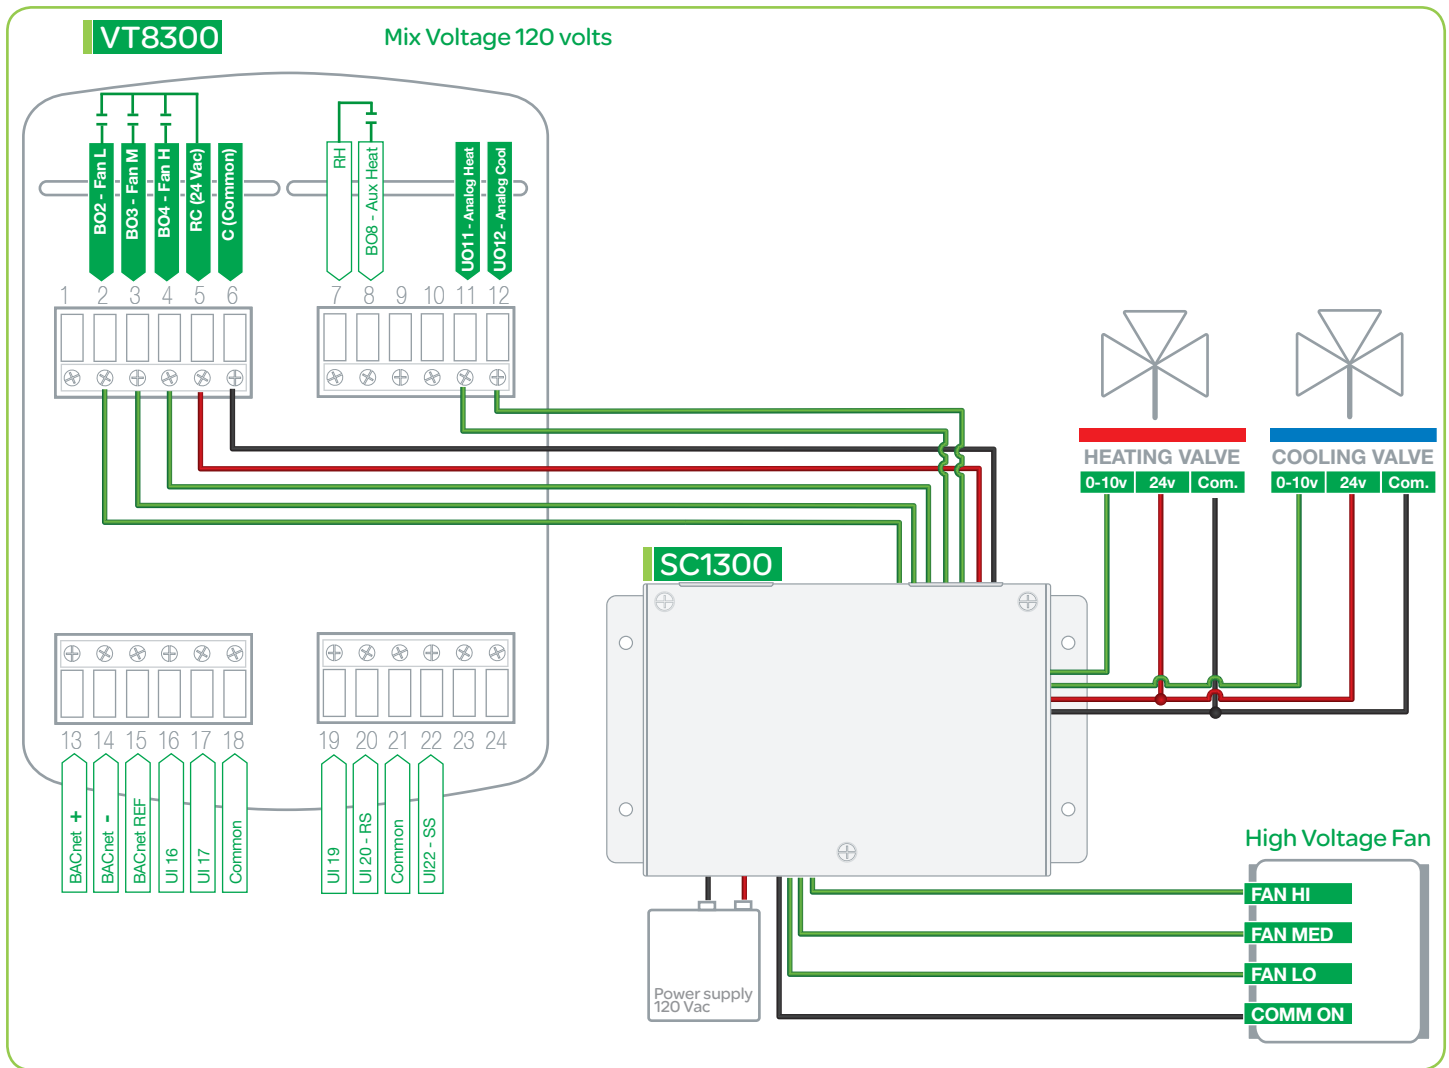 VT8300
Mix Voltage 120 volts
BO2 - Fan L
BO3 - Fan M
BO4 - Fan H
RC (24 Vac)
C (Common)
RH
BO8 - Aux Heat
UO11 - Analog Heat
UO12 - Analog Cool
1 2 3 4 5 6
7 8 9 10 11 12
HEATING VALVE
0-10v 24v Com.
COOLING VALVE
0-10v 24v Com.
SC1300
13 14 15 16 17 18
19 20 21 22 23 24
BACnet +
BACnet -
BACnet REF
UI 16
UI 17
Common
UI 19
UI 20 - RS
Common
UI22 - SS
Power supply
120 Vac
High Voltage Fan
FAN HI
FAN MED
FAN LO
COMM ON